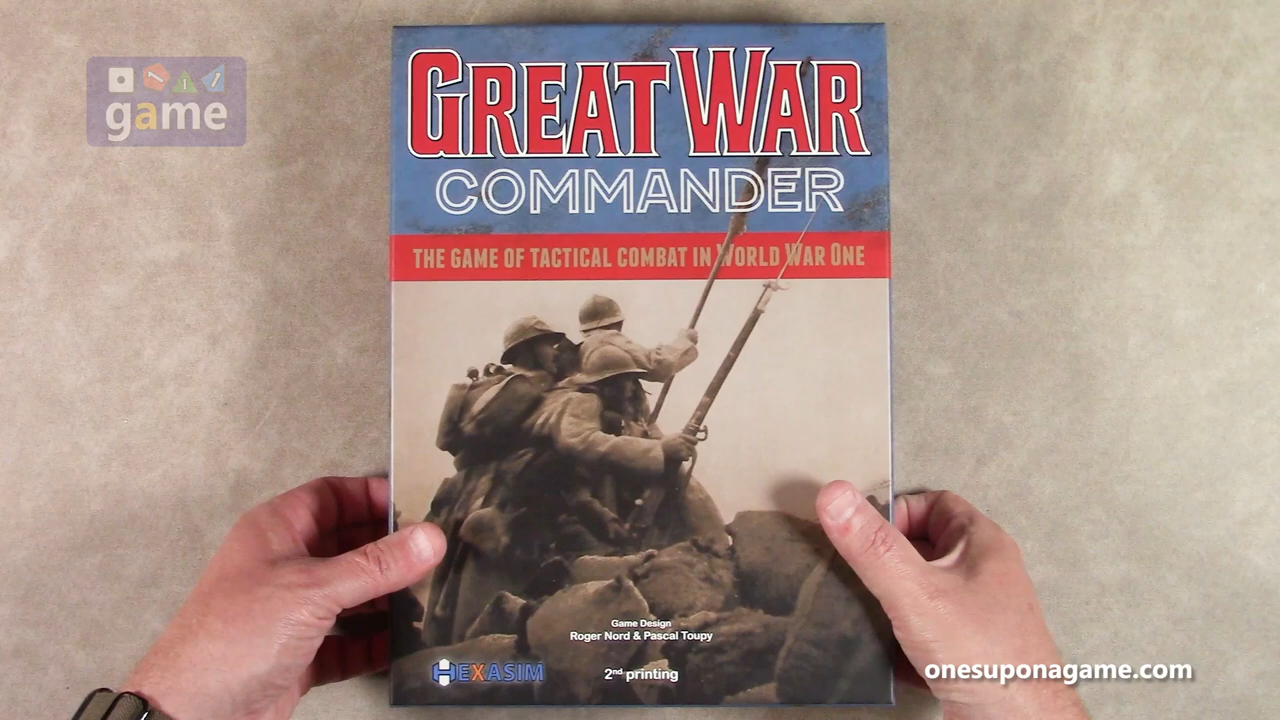 game
GREAT WAR
COMMANDER
THE GAME OF TACTICAL COMBAT IN WORLD WAR ONE
Game Design
Roger Nord & Pascal Toupy
HEXASIM
2nd printing
onesuponagame.com